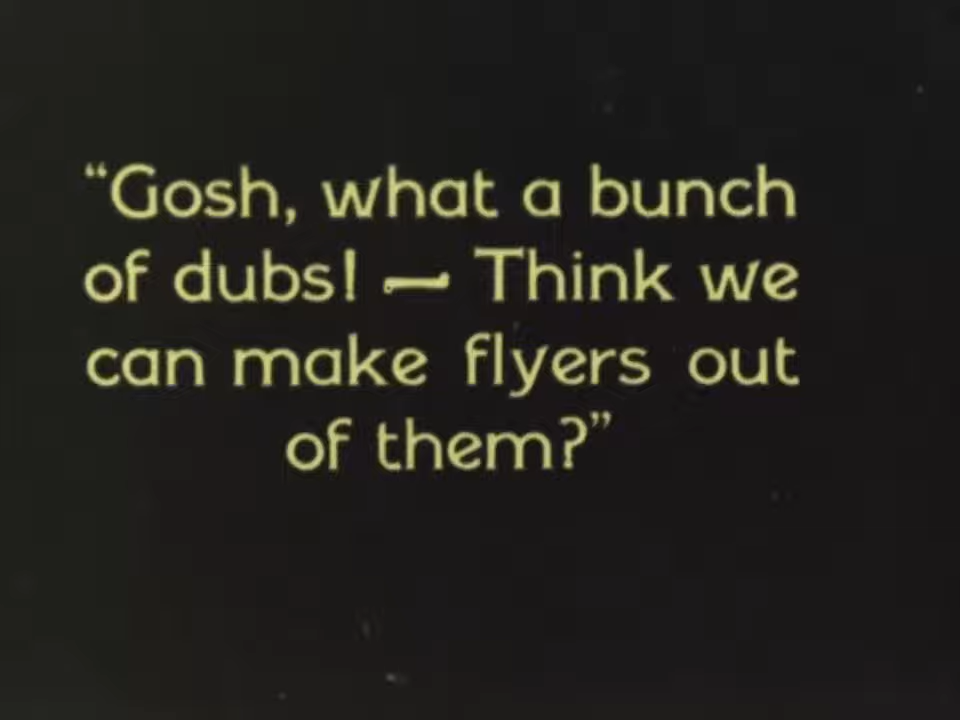 “Gosh, what a bunch
of dubs! — Think we
can make flyers out
of them?”